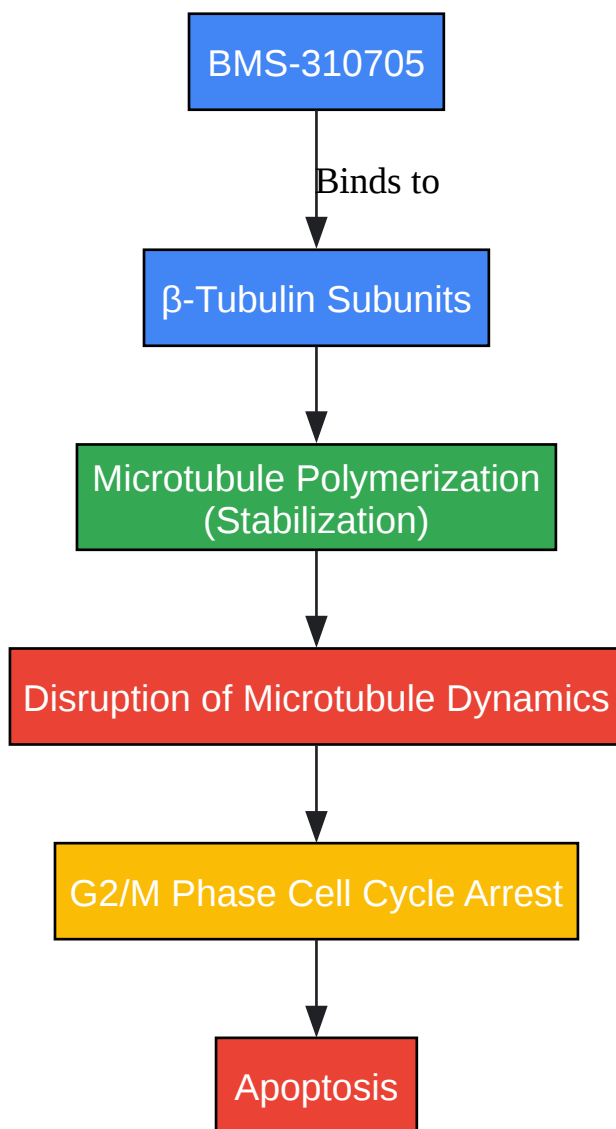 BMS-310705
Binds to
β-Tubulin Subunits
Microtubule Polymerization
(Stabilization)
Disruption of Microtubule Dynamics
G2/M Phase Cell Cycle Arrest
Apoptosis